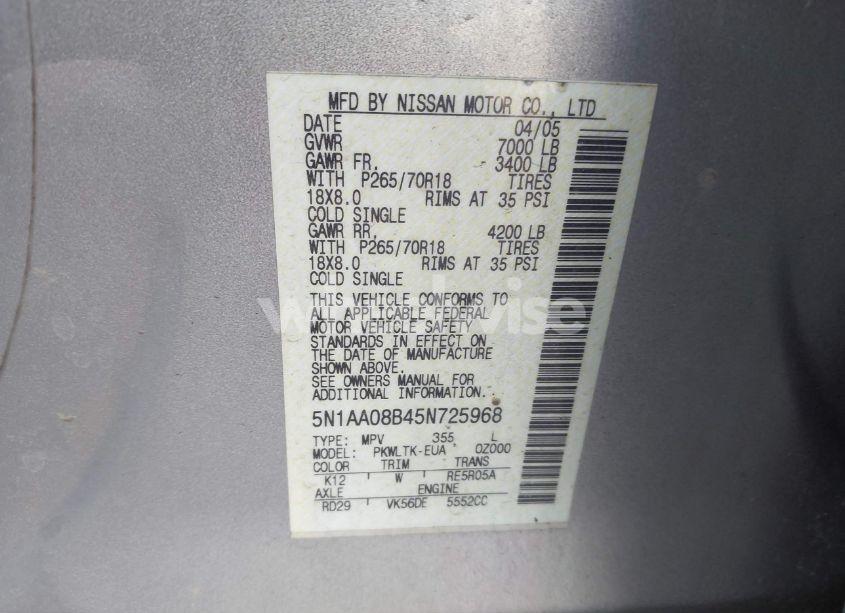 MFD BY NISSAN MOTOR CO., LTD
DATE 04/05
GVWR 7000 LB
GAWR FR. 3400 LB
WITH P265/70R18 TIRES
18X8.0 RIMS AT 35 PSI
COLD SINGLE
GAWR RR. 4200 LB
WITH P265/70R18 TIRES
18X8.0 RIMS AT 35 PSI
COLD SINGLE
THIS VEHICLE CONFORMS TO
ALL APPLICABLE FEDERAL
MOTOR VEHICLE SAFETY
STANDARDS IN EFFECT ON
THE DATE OF MANUFACTURE
SHOWN ABOVE.
SEE OWNERS MANUAL FOR
ADDITIONAL INFORMATION.
5N1AA08B45N725968
TYPE: MPV 355 L
MODEL: PKWLTK-EUA OZ000
COLOR TRIM TRANS
K12 W RE5R05A
AXLE ENGINE
RD29 VK56DE 5552CC